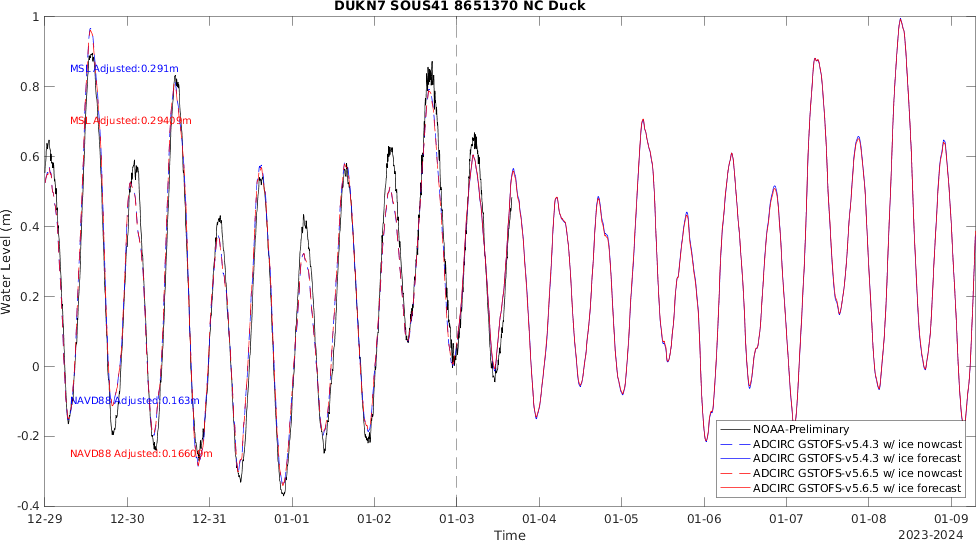 DUKN7 SOUS41 8651370 NC Duck
1
0.8
0.6
0.4
0.2
0
-0.2
-0.4
Water Level (m)
MSL Adjusted:0.291m
MSL Adjusted:0.29409m
NAVD88 Adjusted:0.163m
NAVD88 Adjusted:0.16609m
NOAA-Preliminary
ADCIRC GSTOFS-v5.4.3 w/ ice nowcast
ADCIRC GSTOFS-v5.4.3 w/ ice forecast
ADCIRC GSTOFS-v5.6.5 w/ ice nowcast
ADCIRC GSTOFS-v5.6.5 w/ ice forecast
12-29 12-30 12-31 01-01 01-02 01-03 01-04 01-05 01-06 01-07 01-08 01-09
Time
2023-2024